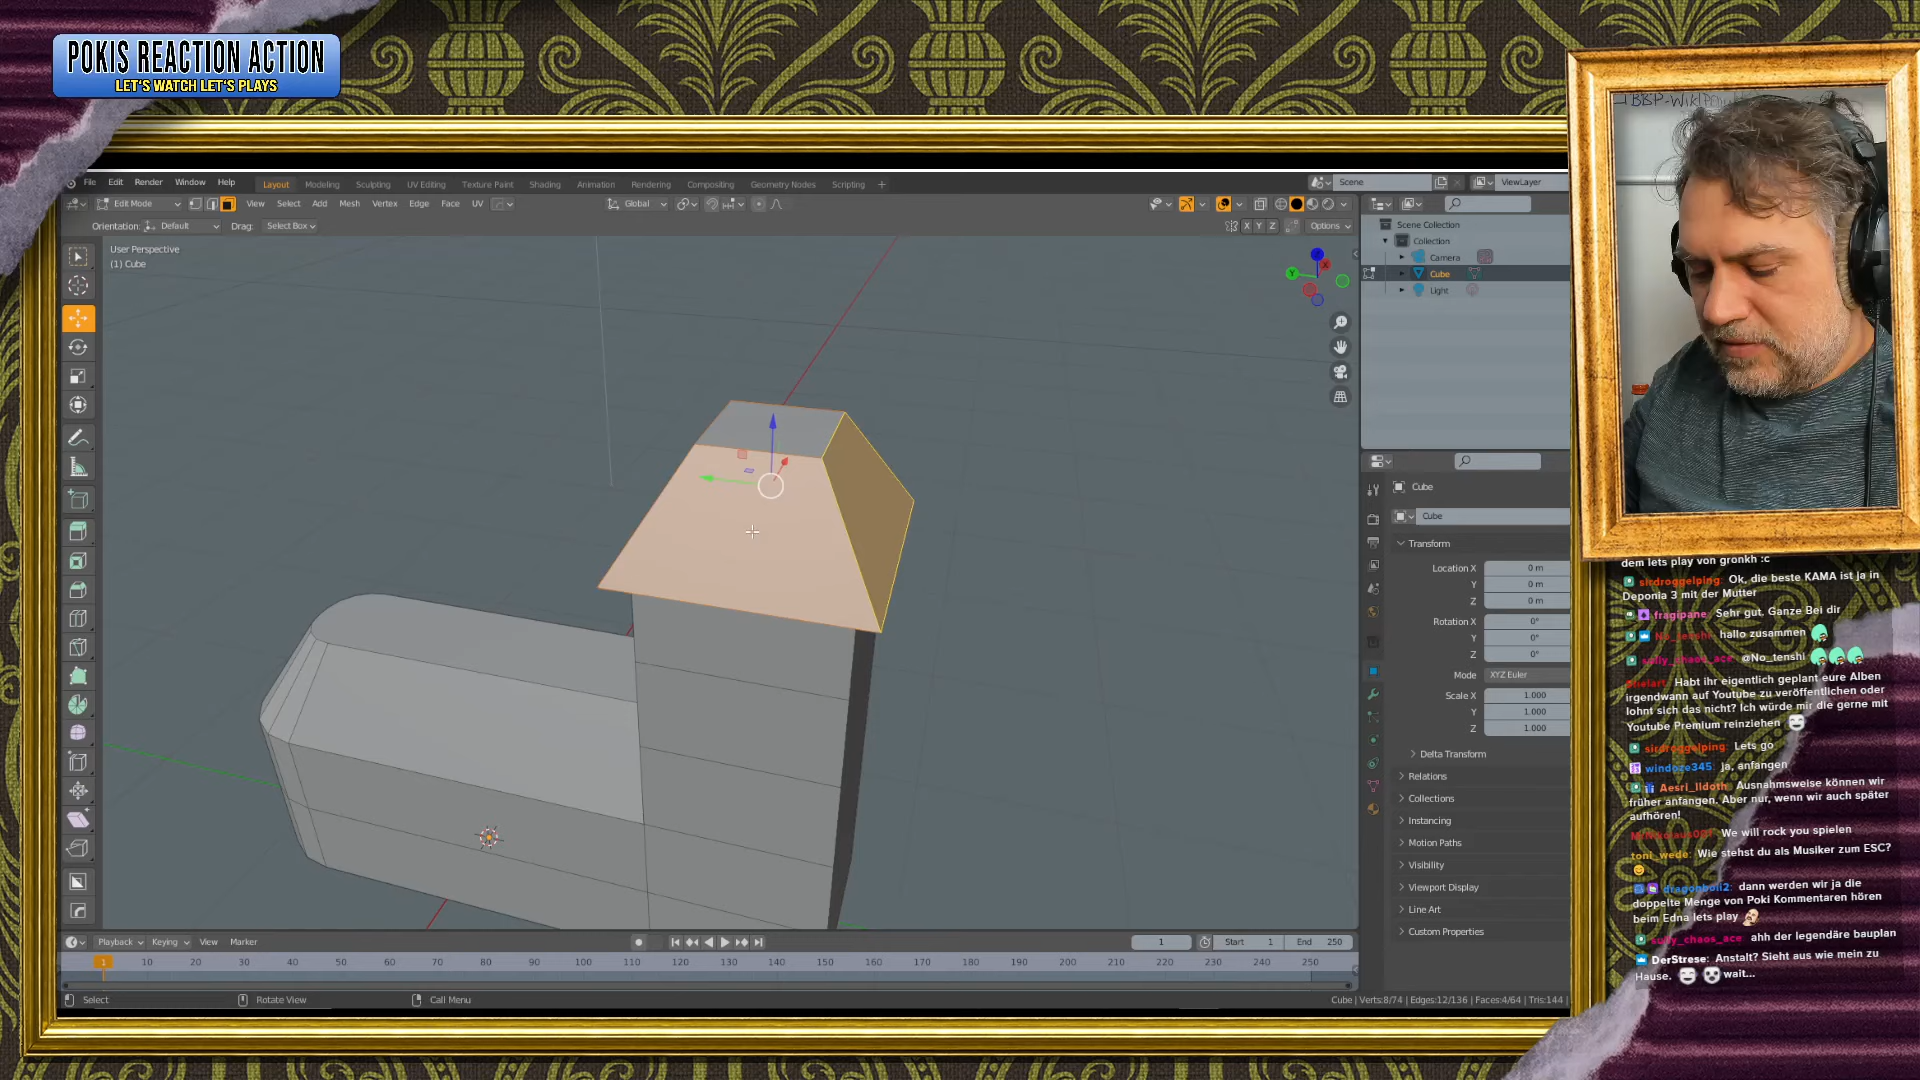 POKIS REACTION ACTION
LET'S WATCH LET'S PLAYS
File Edit Render Window Help
Layout Modeling Sculpting UV Editing Texture Paint Shading Animation Rendering Compositing Geometry Nodes Scripting +
Scene
ViewLayer
Edit Mode
View Select Add Mesh Vertex Edge Face UV
Global
Orientation: Default Drag: Select Box
X Y Z Options
User Perspective
(1) Cube
Scene Collection
Collection
Camera
Cube
Light
Cube
Cube
Transform
Location X 0 m
Y 0 m
Z 0 m
Rotation X 0°
Y 0°
Z 0°
Mode XYZ Euler
Scale X 1.000
Y 1.000
Z 1.000
Delta Transform
Relations
Collections
Instancing
Motion Paths
Visibility
Viewport Display
Line Art
Custom Properties
Playback Keying View Marker
1 Start 1 End 250
1 10 20 30 40 50 60 70 80 90 100 110 120 130 140 150 160 170 180 190 200 210 220 230 240 250
Select Rotate View Call Menu
Cube | Verts:8/74 | Edges:12/136 | Faces:4/64 | Tris:144 |
dem lets play von gronkh :c
sirdroggelping: Ok, die beste KAMA ist ja in
Deponia 3 mit der Mutter
fragipane: Sehr gut. Ganze Bei dir
No_tenshi: hallo zusammen
sully_chaos_ace: @No_tenshi
Habt ihr eigentlich geplant eure Alben
irgendwann auf Youtube zu veröffentlichen oder
lohnt sich das nicht? Ich würde mir die gerne mit
Youtube Premium reinziehen
sirdroggelping: Lets go
windoze345: ja, anfangen
Aesri_Ildoth: Ausnahmsweise können wir
früher anfangen. Aber nur, wenn wir auch später
aufhören!
We will rock you spielen
toni_wede: Wie stehst du als Musiker zum ESC?
dragonboli2: dann werden wir ja die
doppelte Menge von Poki Kommentaren hören
beim Edna lets play
sully_chaos_ace: ahh der legendäre bauplan
DerStrese: Anstalt? Sieht aus wie mein zu
Hause. wait...